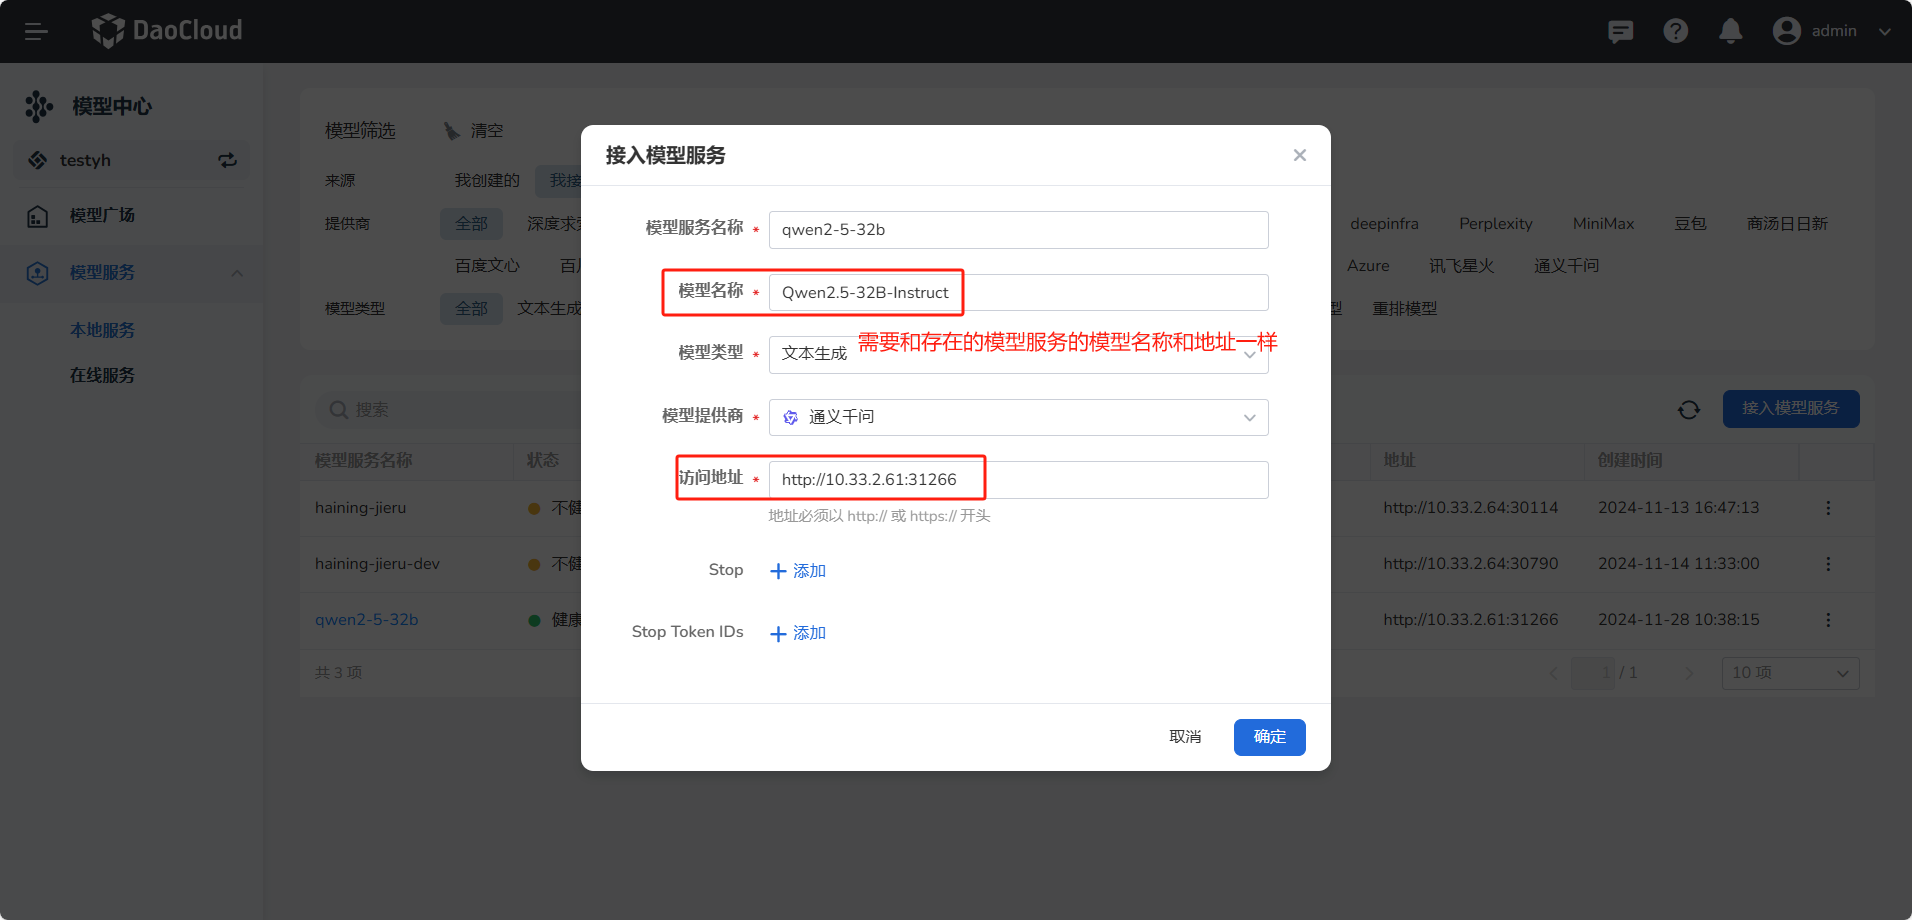 DaoCloud
admin
模型中心
testyh
模型广场
模型服务
本地服务
在线服务
模型筛选 清空
来源 我创建的
提供商 全部 深度求 deepinfra Perplexity MiniMax 豆包 商汤日日新
百度文心 Azure 讯飞星火 通义千问
模型类型 全部 文本生成 重排模型
搜索
接入模型服务
模型服务名称 状态 地址 创建时间
haining-jieru 不健 http://10.33.2.64:30114 2024-11-13 16:47:13
haining-jieru-dev 不健 http://10.33.2.64:30790 2024-11-14 11:33:00
qwen2-5-32b 健康 http://10.33.2.61:31266 2024-11-28 10:38:15
共 3 项
1 / 1
10 项
接入模型服务
模型服务名称 * qwen2-5-32b
模型名称 * Qwen2.5-32B-Instruct
需要和存在的模型服务的模型名称和地址一样
模型类型 * 文本生成
模型提供商 * 通义千问
访问地址 * http://10.33.2.61:31266
地址必须以 http:// 或 https:// 开头
Stop 添加
Stop Token IDs 添加
取消
确定